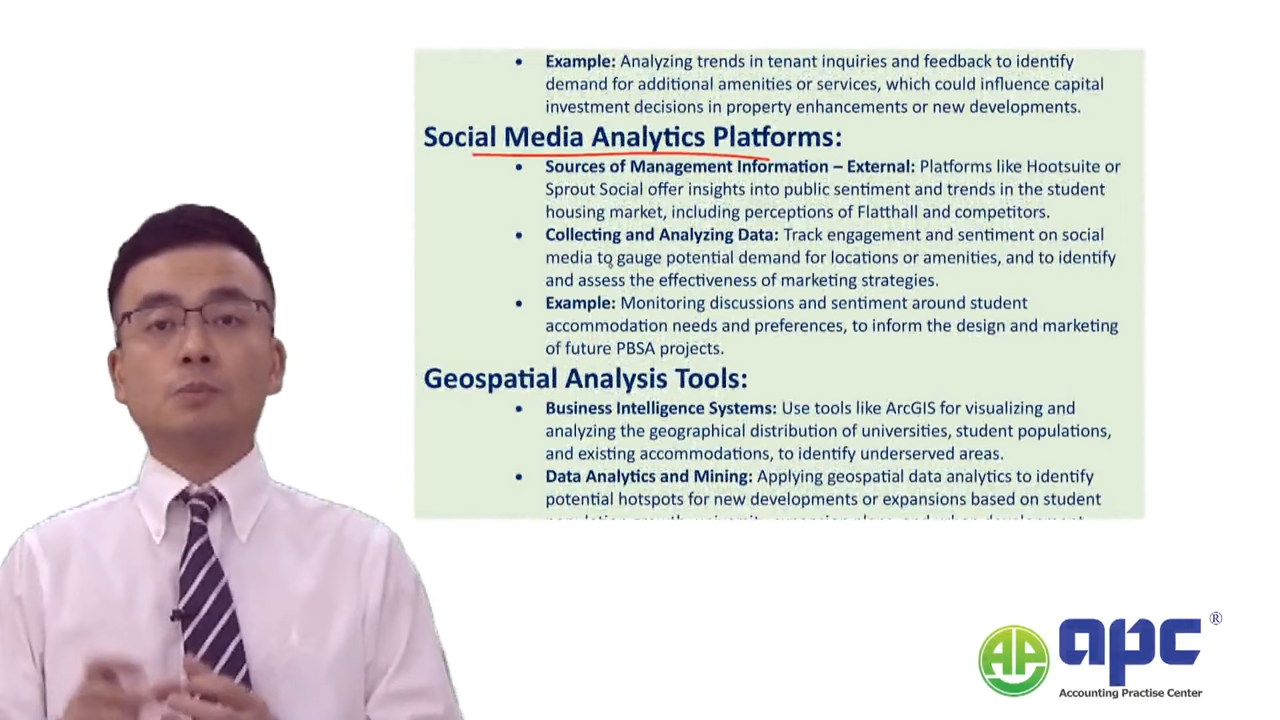 Example: Analyzing trends in tenant inquiries and feedback to identify
demand for additional amenities or services, which could influence capital
investment decisions in property enhancements or new developments.
Social Media Analytics Platforms:
Sources of Management Information – External: Platforms like Hootsuite or
Sprout Social offer insights into public sentiment and trends in the student
housing market, including perceptions of Flatthall and competitors.
Collecting and Analyzing Data: Track engagement and sentiment on social
media to gauge potential demand for locations or amenities, and to identify
and assess the effectiveness of marketing strategies.
Example: Monitoring discussions and sentiment around student
accommodation needs and preferences, to inform the design and marketing
of future PBSA projects.
Geospatial Analysis Tools:
Business Intelligence Systems: Use tools like ArcGIS for visualizing and
analyzing the geographical distribution of universities, student populations,
and existing accommodations, to identify underserved areas.
Data Analytics and Mining: Applying geospatial data analytics to identify
potential hotspots for new developments or expansions based on student
apc ®
Accounting Practise Center